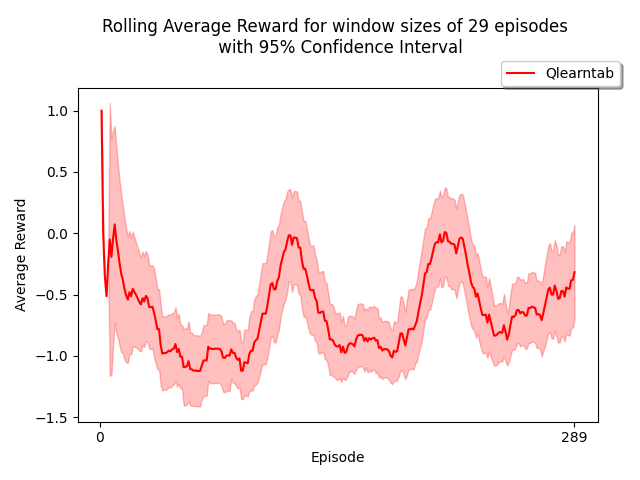 Rolling Average Reward for window sizes of 29 episodes
with 95% Confidence Interval
Qlearntab
1.0
0.5
0.0
−0.5
−1.0
−1.5
Average Reward
0
289
Episode